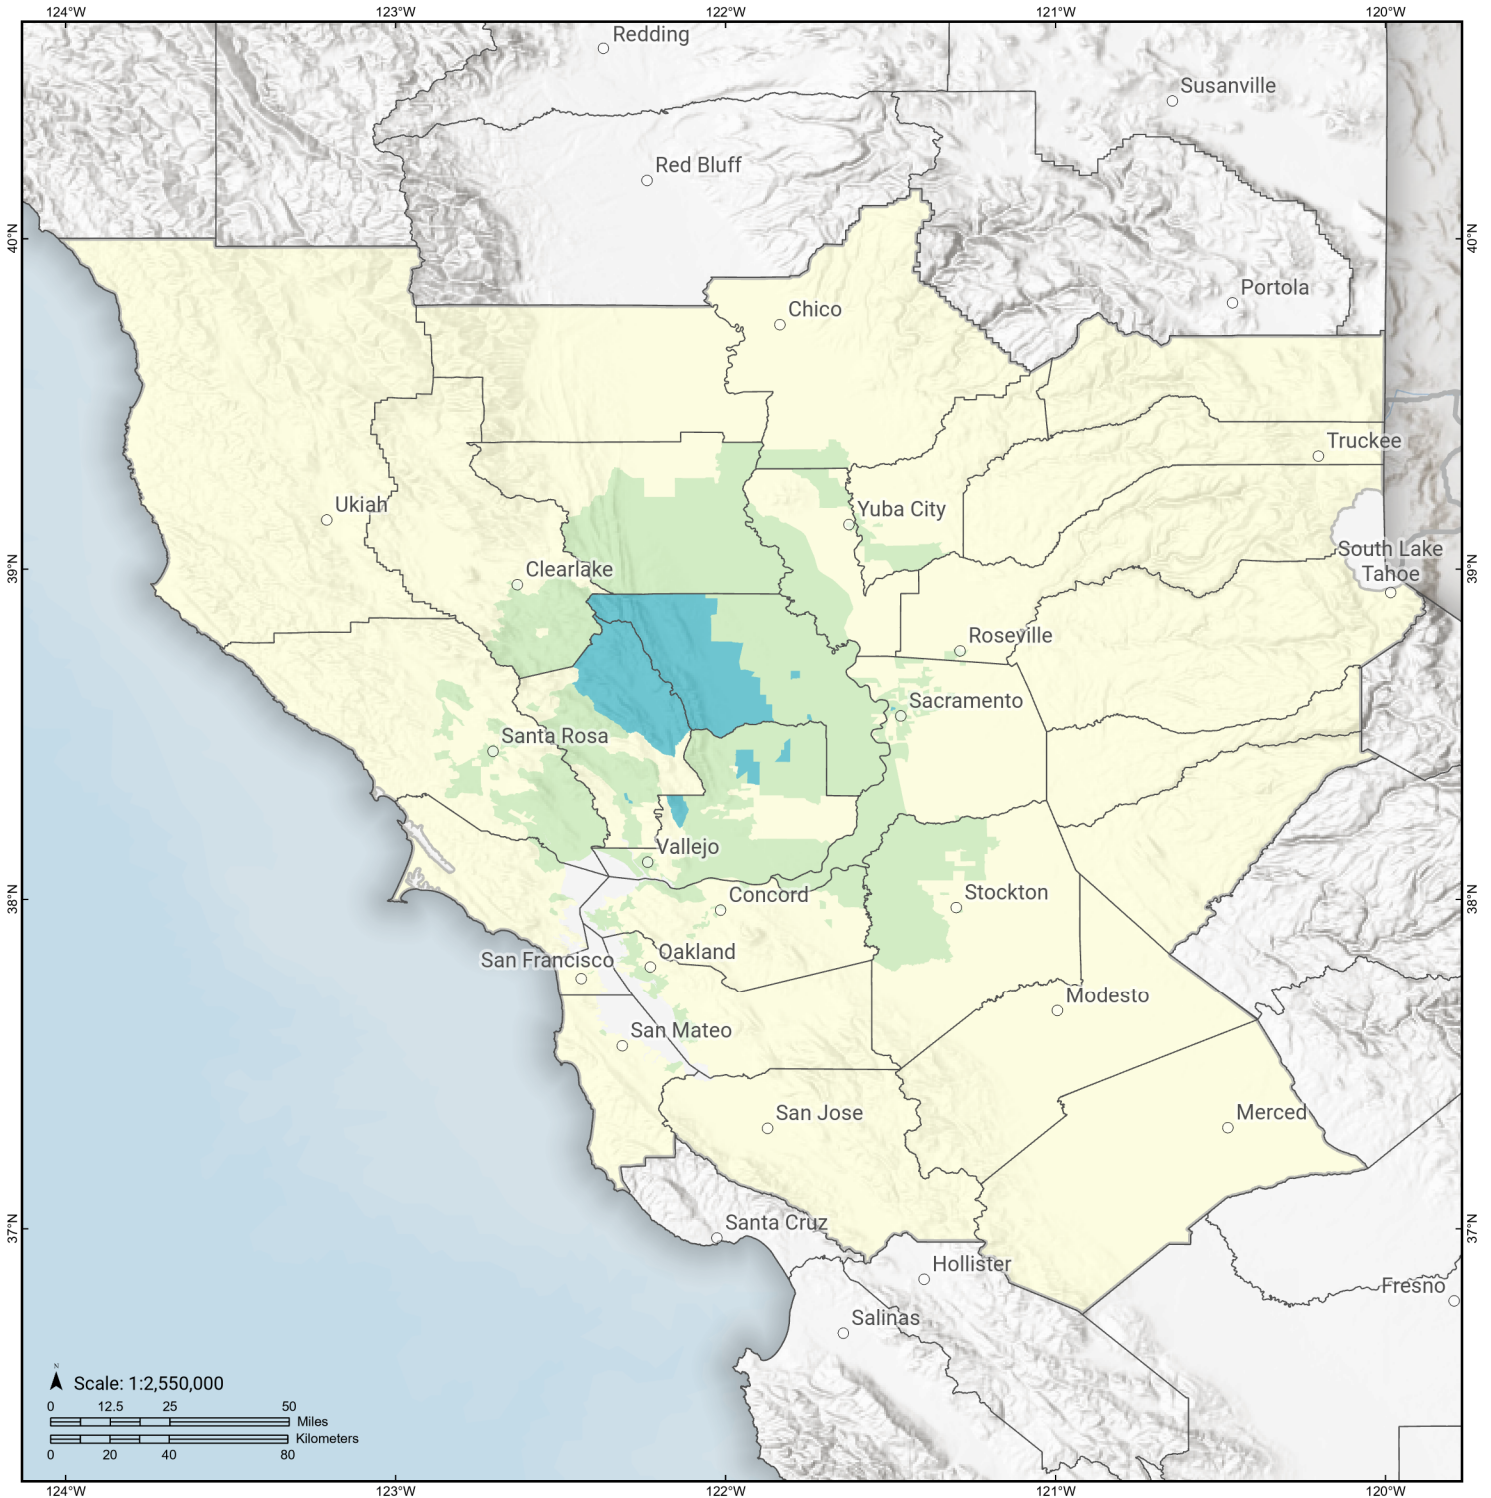 124°W 123°W 122°W 121°W 120°W
Redding
Susanville
Red Bluff
40°N 40°N
Portola
Chico
Truckee
Ukiah
Yuba City
South Lake
Tahoe
39°N 39°N
Clearlake
Roseville
Sacramento
Santa Rosa
Vallejo
Concord
Stockton
38°N 38°N
Oakland
San Francisco
Modesto
San Mateo
San Jose
Merced
Santa Cruz
37°N 37°N
Hollister
Fresno
Salinas
N
Scale: 1:2,550,000
0 12.5 25 50
Miles
Kilometers
0 20 40 80
124°W 123°W 122°W 121°W 120°W